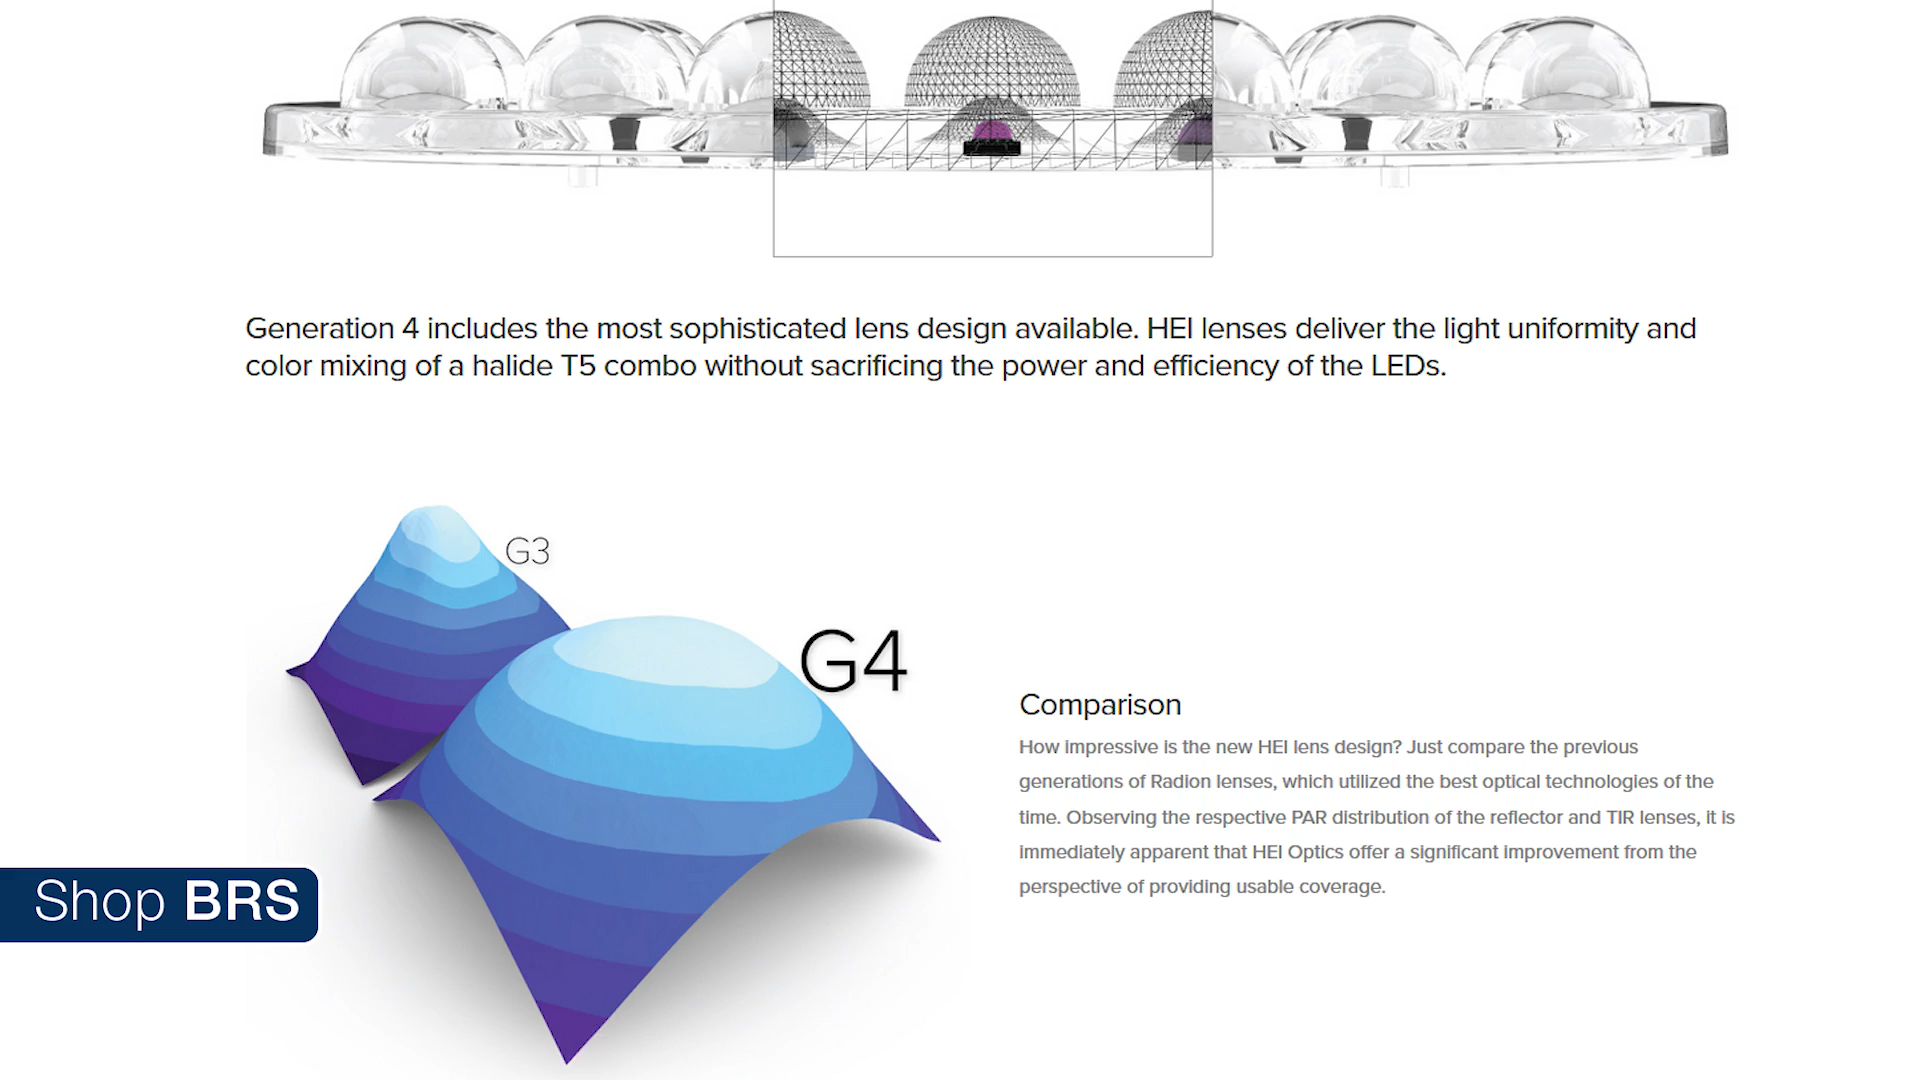 Generation 4 includes the most sophisticated lens design available. HEI lenses deliver the light uniformity and
color mixing of a halide T5 combo without sacrificing the power and efficiency of the LEDs.
G3
G4
Comparison
How impressive is the new HEI lens design? Just compare the previous
generations of Radion lenses, which utilized the best optical technologies of the
time. Observing the respective PAR distribution of the reflector and TIR lenses, it is
immediately apparent that HEI Optics offer a significant improvement from the
perspective of providing usable coverage.
Shop BRS